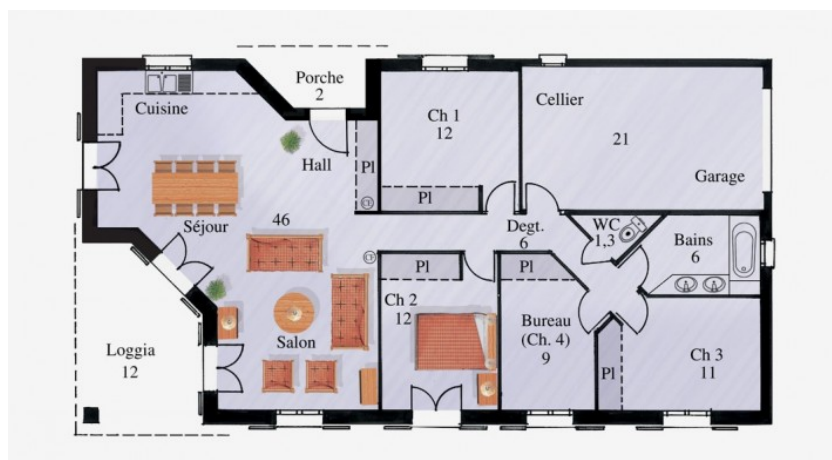 Porche
2
Cuisine
Hall
Pl
Ch 1
12
Pl
Cellier
21
Garage
Séjour
46
Degt.
6
WC
1,3
Bains
6
Pl
Ch 2
12
Pl
Bureau
(Ch. 4)
9
Pl
Ch 3
11
Salon
Loggia
12